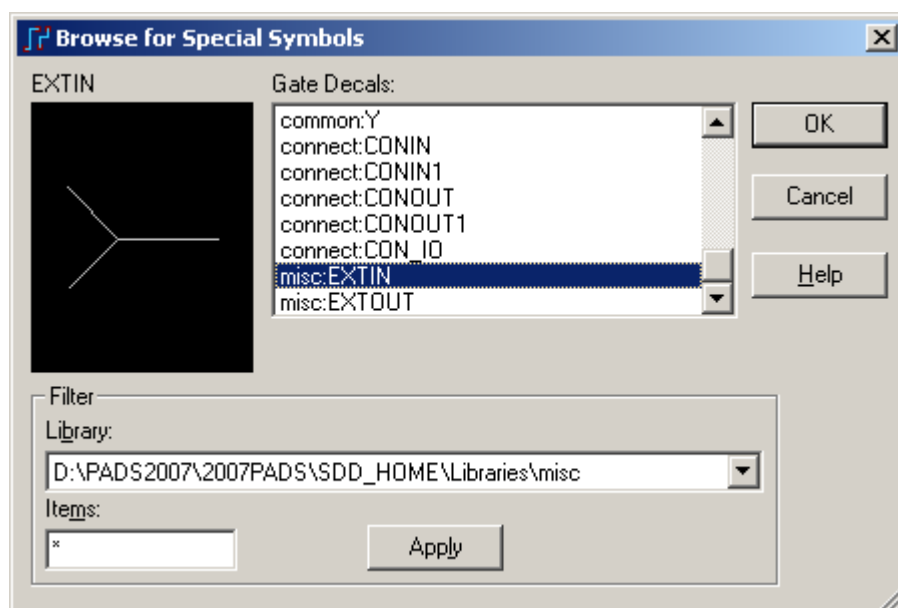 Browse for Special Symbols
EXTIN
Gate Decals:
common:Y
connect:CONIN
connect:CONIN1
connect:CONOUT
connect:CONOUT1
connect:CON_IO
misc:EXTIN
misc:EXTOUT
OK
Cancel
Help
Filter
Library:
D:\PADS2007\2007PADS\SDD_HOME\Libraries\misc
Items:
*
Apply